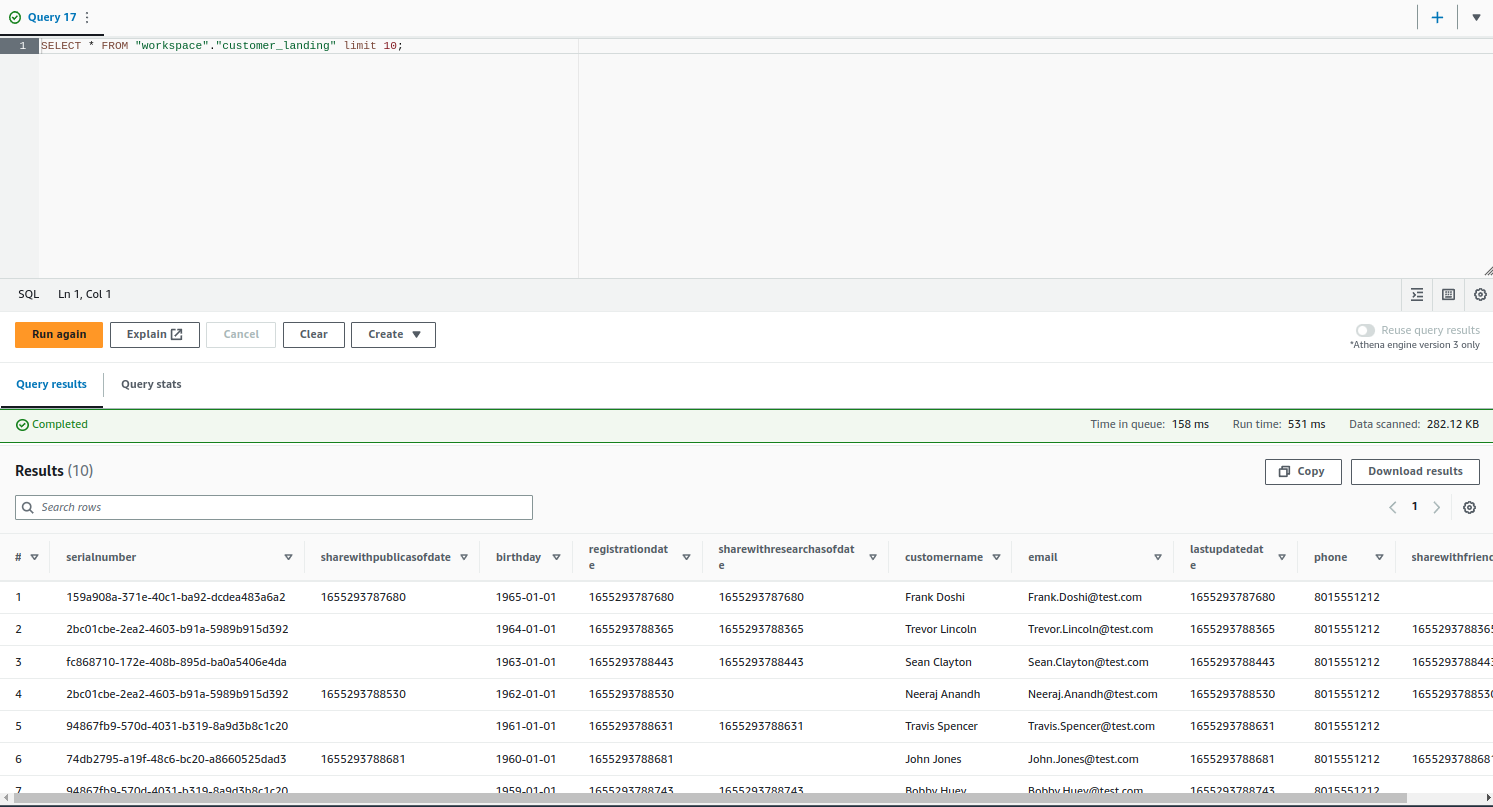 Query 17
1 SELECT * FROM "workspace"."customer_landing" limit 10;
SQL Ln 1, Col 1
Run again Explain Cancel Clear Create Reuse query results
*Athena engine version 3 only
Query results Query stats
Completed Time in queue: 158 ms Run time: 531 ms Data scanned: 282.12 KB
Results (10) Copy Download results
Search rows 1
# serialnumber sharewithpublicasofdate birthday registrationdat sharewithresearchasofdat customername email lastupdatedat phone sharewithfriend
e e e
1 159a908a-371e-40c1-ba92-dcdea483a6a2 1655293787680 1965-01-01 1655293787680 1655293787680 Frank Doshi Frank.Doshi@test.com 1655293787680 8015551212
2 2bc01cbe-2ea2-4603-b91a-5989b915d392 1964-01-01 1655293788365 1655293788365 Trevor Lincoln Trevor.Lincoln@test.com 1655293788365 8015551212 1655293788365
3 fc868710-172e-408b-895d-ba0a5406e4da 1963-01-01 1655293788443 1655293788443 Sean Clayton Sean.Clayton@test.com 1655293788443 8015551212 1655293788443
4 2bc01cbe-2ea2-4603-b91a-5989b915d392 1655293788530 1962-01-01 1655293788530 Neeraj Anandh Neeraj.Anandh@test.com 1655293788530 8015551212 1655293788530
5 94867fb9-570d-4031-b319-8a9d3b8c1c20 1961-01-01 1655293788631 1655293788631 Travis Spencer Travis.Spencer@test.com 1655293788631 8015551212
6 74db2795-a19f-48c6-bc20-a8660525dad3 1655293788681 1960-01-01 1655293788681 John Jones John.Jones@test.com 1655293788681 8015551212 1655293788681
7 94867fb9-570d-4031-b319-8a9d3b8c1c20 1959-01-01 1655293788743 1655293788743 Bobby Huey Bobby.Huey@test.com 1655293788743 8015551212